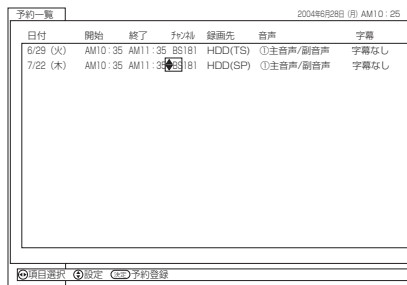 予約一覧 2004年6月28日 (月) AM10：25
日付 開始 終了 チャンネル 録画先 音声 字幕
6/29 (火) AM10：35 AM11：35 BS181 HDD(TS) ①主音声/副音声 字幕なし
7/22 (木) AM10：35 AM11：35 BS181 HDD(SP) ①主音声/副音声 字幕なし
項目選択 設定 決定 予約登録